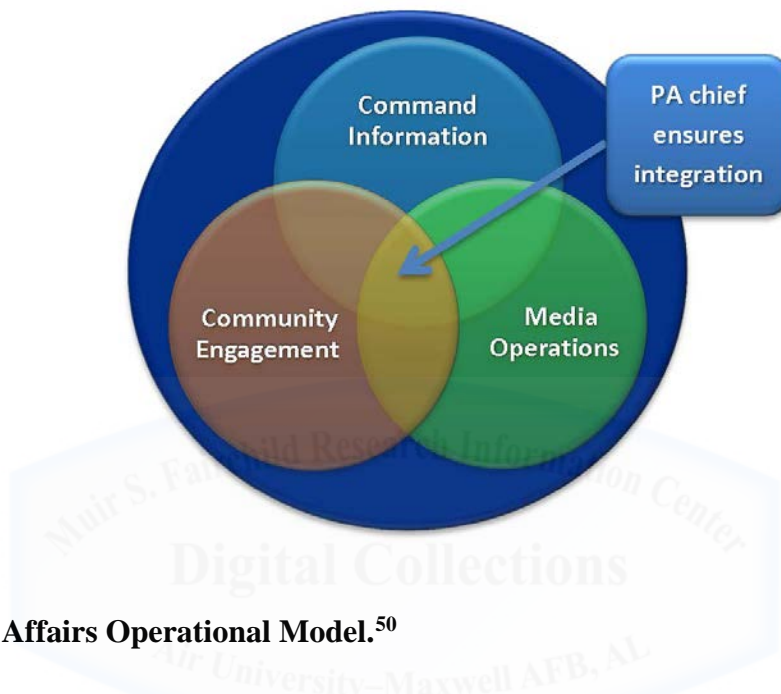 Command
Information
PA chief
ensures
integration
Community
Engagement
Media
Operations
Muir S. Fairchild Research Information Center
Digital Collections
Affairs Operational Model.50
Air University–Maxwell AFB, AL